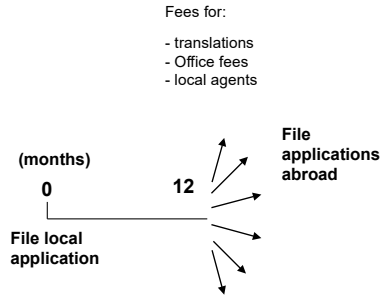 Fees for:
- translations
- Office fees
- local agents
File
applications
abroad
(months)
0
12
File local
application